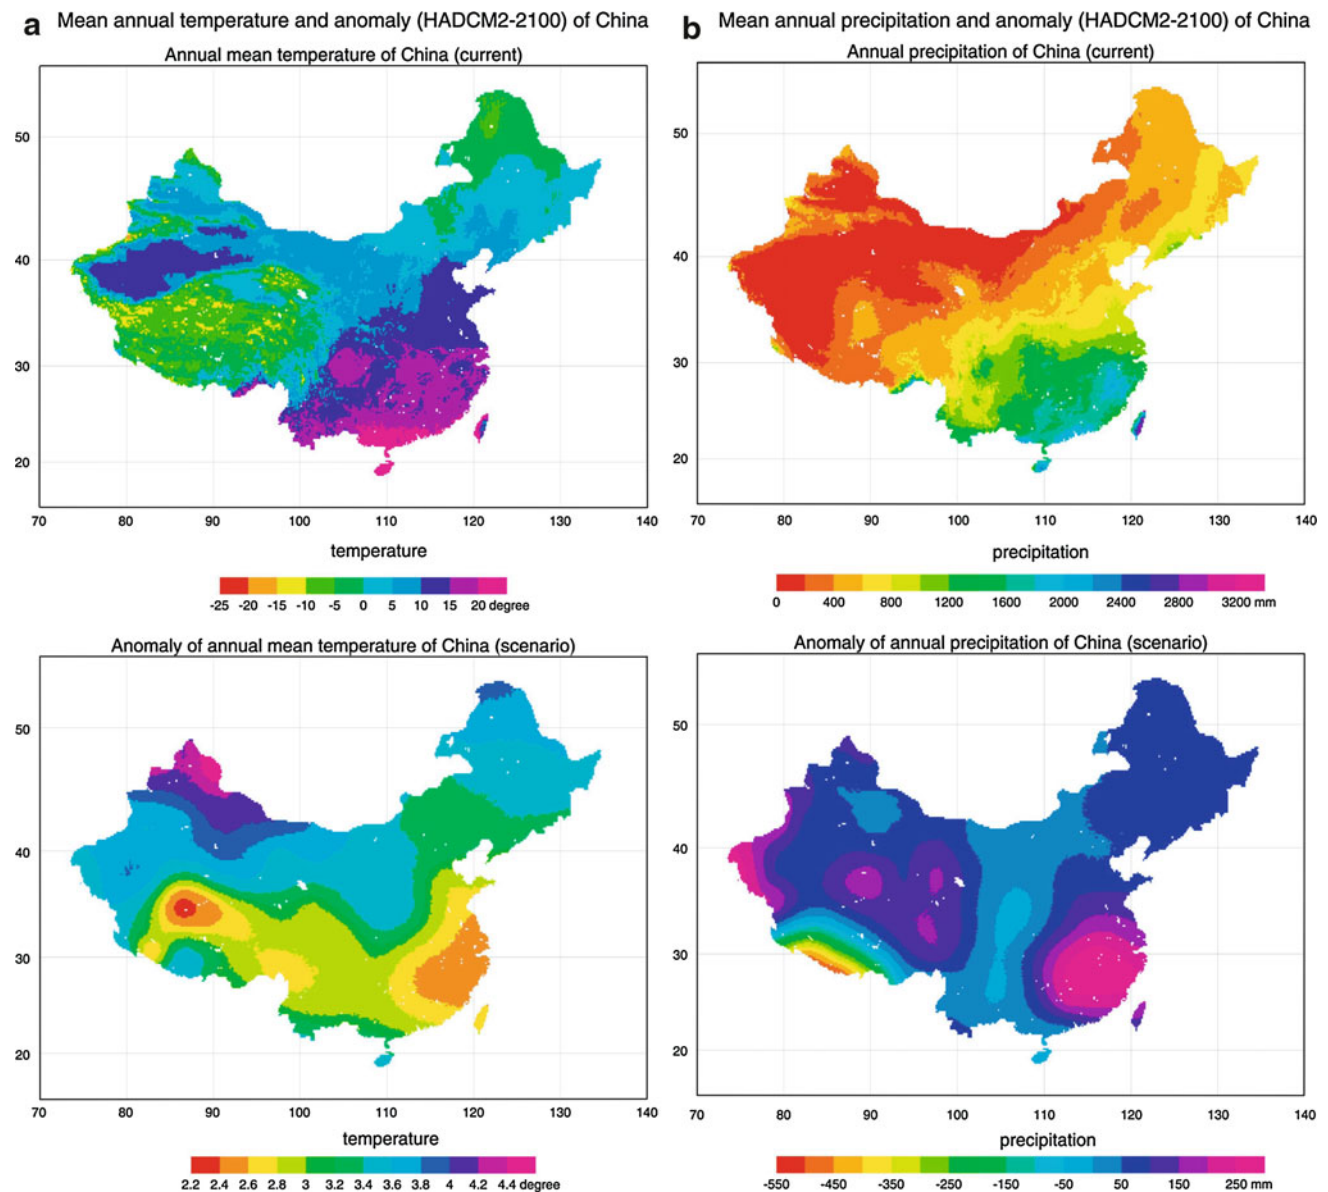 a Mean annual temperature and anomaly (HADCM2-2100) of China
Annual mean temperature of China (current)
50
40
30
20
70 80 90 100 110 120 130 140
temperature
-25 -20 -15 -10 -5 0 5 10 15 20 degree
b Mean annual precipitation and anomaly (HADCM2-2100) of China
Annual precipitation of China (current)
50
40
30
20
70 80 90 100 110 120 130 140
precipitation
0 400 800 1200 1600 2000 2400 2800 3200 mm
Anomaly of annual mean temperature of China (scenario)
50
40
30
20
70 80 90 100 110 120 130 140
temperature
2.2 2.4 2.6 2.8 3 3.2 3.4 3.6 3.8 4 4.2 4.4 degree
Anomaly of annual precipitation of China (scenario)
50
40
30
20
70 80 90 100 110 120 130 140
precipitation
-550 -450 -350 -250 -150 -50 50 150 250 mm